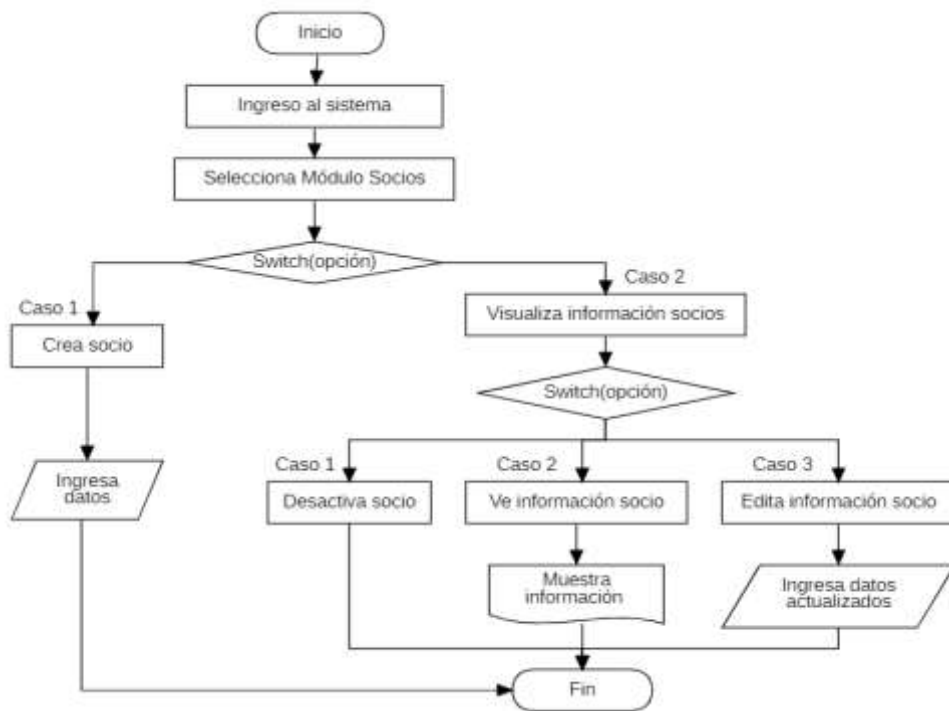 Inicio
Ingreso al sistema
Selecciona Módulo Socios
Switch(opción)
Caso 1
Crea socio
Ingresa
datos
Caso 2
Visualiza información socios
Switch(opción)
Caso 1
Desactiva socio
Caso 2
Ve información socio
Muestra
información
Caso 3
Edita información socio
Ingresa datos
actualizados
Fin